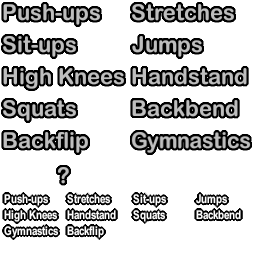 Push-ups Stretches
Sit-ups Jumps
High Knees Handstand
Squats Backbend
Backflip Gymnastics
?
Push-ups Stretches Sit-ups Jumps
High Knees Handstand Squats Backbend
Gymnastics Backflip